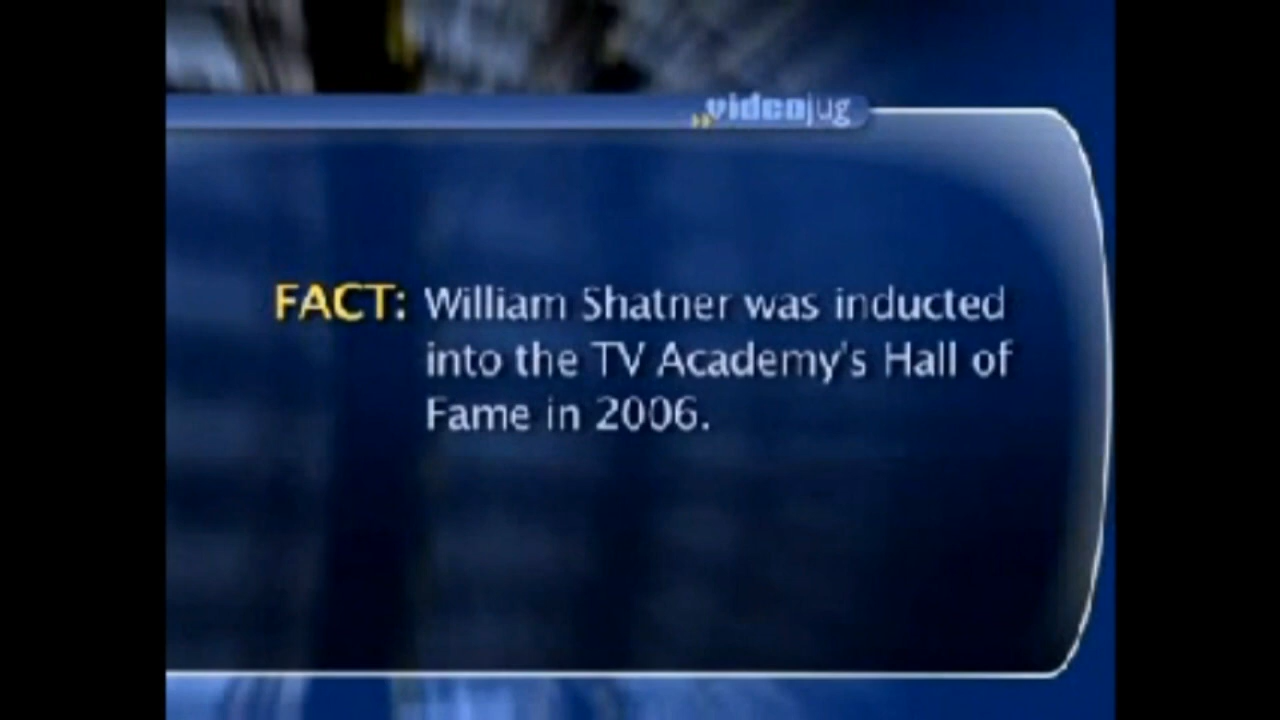 videojug
FACT: William Shatner was inducted
into the TV Academy's Hall of
Fame in 2006.